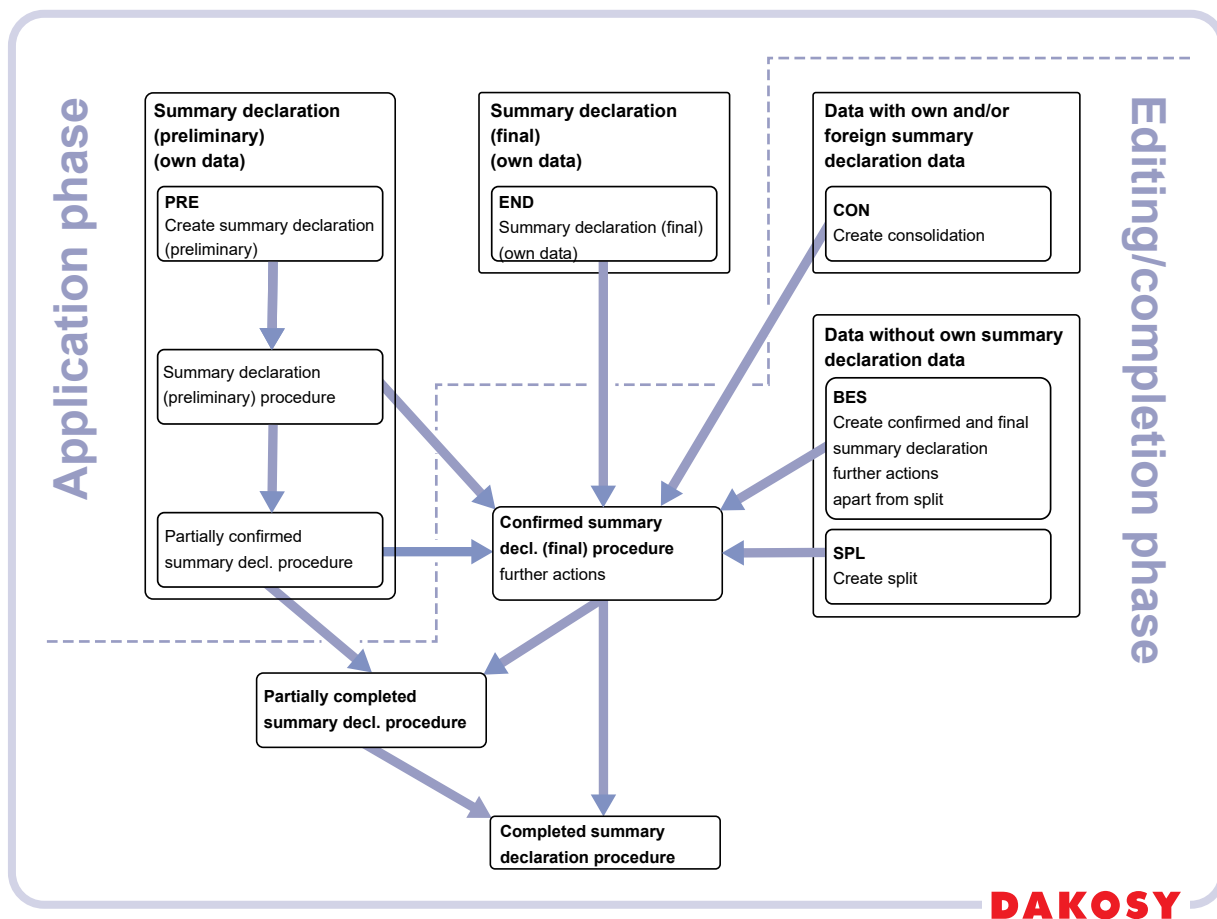 Application phase
Summary declaration
(preliminary)
(own data)
PRE
Create summary declaration
(preliminary)
Summary declaration
(preliminary) procedure
Partially confirmed
summary decl. procedure
Summary declaration
(final)
(own data)
END
Summary declaration (final)
(own data)
Data with own and/or
foreign summary
declaration data
CON
Create consolidation
Data without own summary
declaration data
BES
Create confirmed and final
summary declaration
further actions
apart from split
SPL
Create split
Editing/completion phase
Confirmed summary
decl. (final) procedure
further actions
Partially completed
summary decl. procedure
Completed summary
declaration procedure
DAKOSY